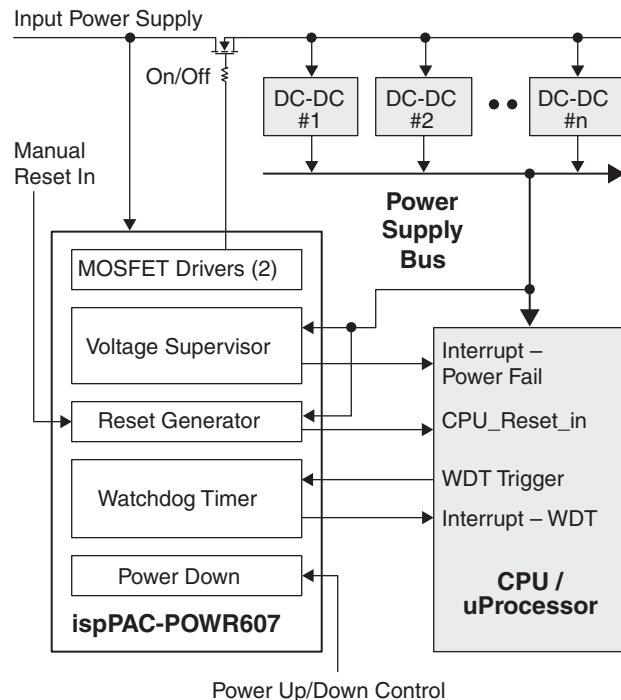 Input Power Supply
On/Off
DC-DC
#1
DC-DC
#2
DC-DC
#n
Manual
Reset In
Power
Supply
Bus
MOSFET Drivers (2)
Voltage Supervisor
Interrupt –
Power Fail
Reset Generator
CPU_Reset_in
Watchdog Timer
WDT Trigger
Interrupt – WDT
Power Down
CPU /
uProcessor
ispPAC-POWR607
Power Up/Down Control